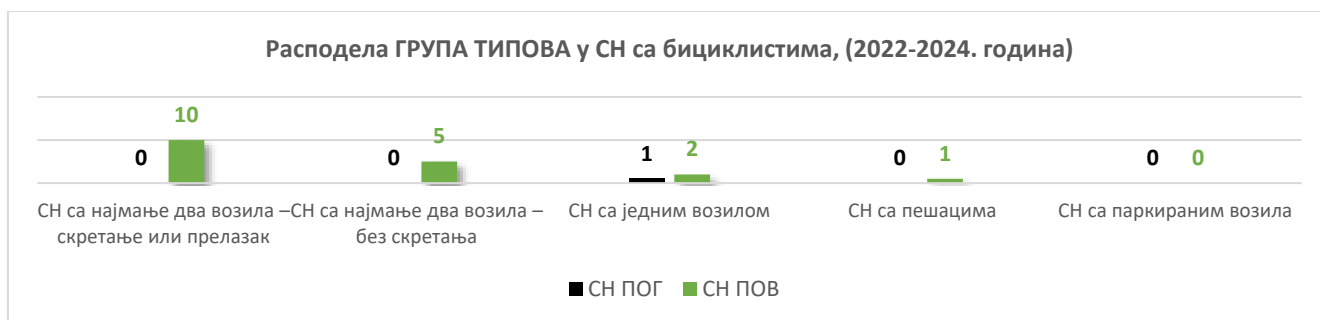 Расподела ГРУПА ТИПОВА у СН са бициклистима, (2022-2024. година)
0 10
0 5
1 2
0 1
0 0
СН са најмање два возила –
скретање или прелазак
СН са најмање два возила –
без скретања
СН са једним возилом
СН са пешацима
СН са паркираним возила
СН ПОГ СН ПОВ